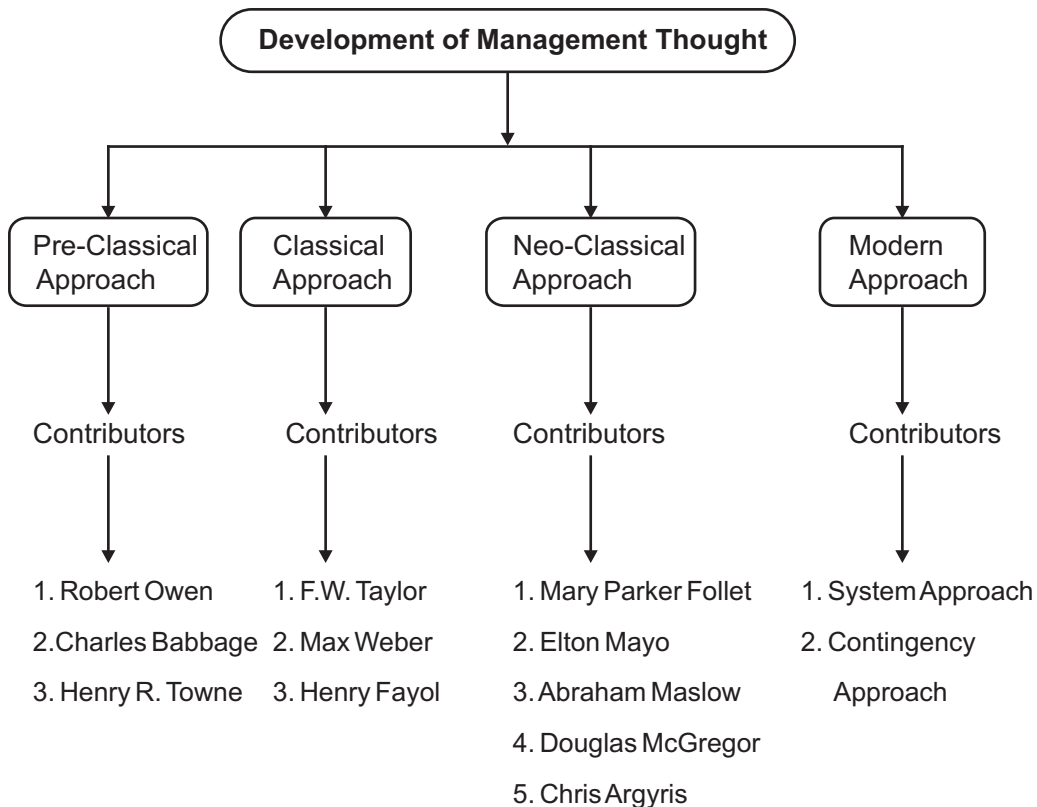 Development of Management Thought
Pre-Classical
Approach
Classical
Approach
Neo-Classical
Approach
Modern
Approach
Contributors
Contributors
Contributors
Contributors
1. Robert Owen
2.Charles Babbage
3. Henry R. Towne
1. F.W. Taylor
2. Max Weber
3. Henry Fayol
1. Mary Parker Follet
2. Elton Mayo
3. Abraham Maslow
4. Douglas McGregor
5. Chris Argyris
1. System Approach
2. Contingency
Approach